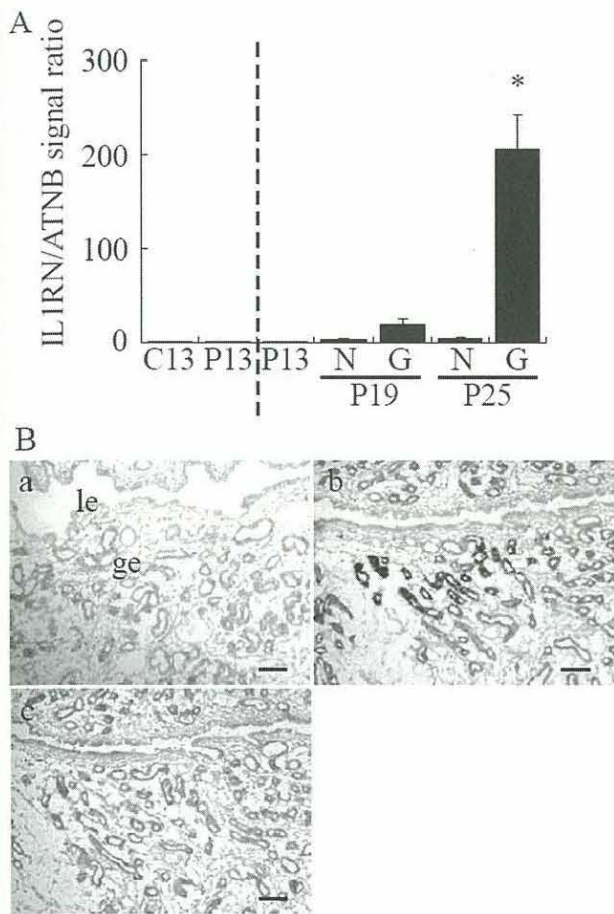 A
IL1RN/ATNB signal ratio
300
200
100
0
*
C13 P13 P13 N G N G
P19 P25
B
a
le
ge
b
c